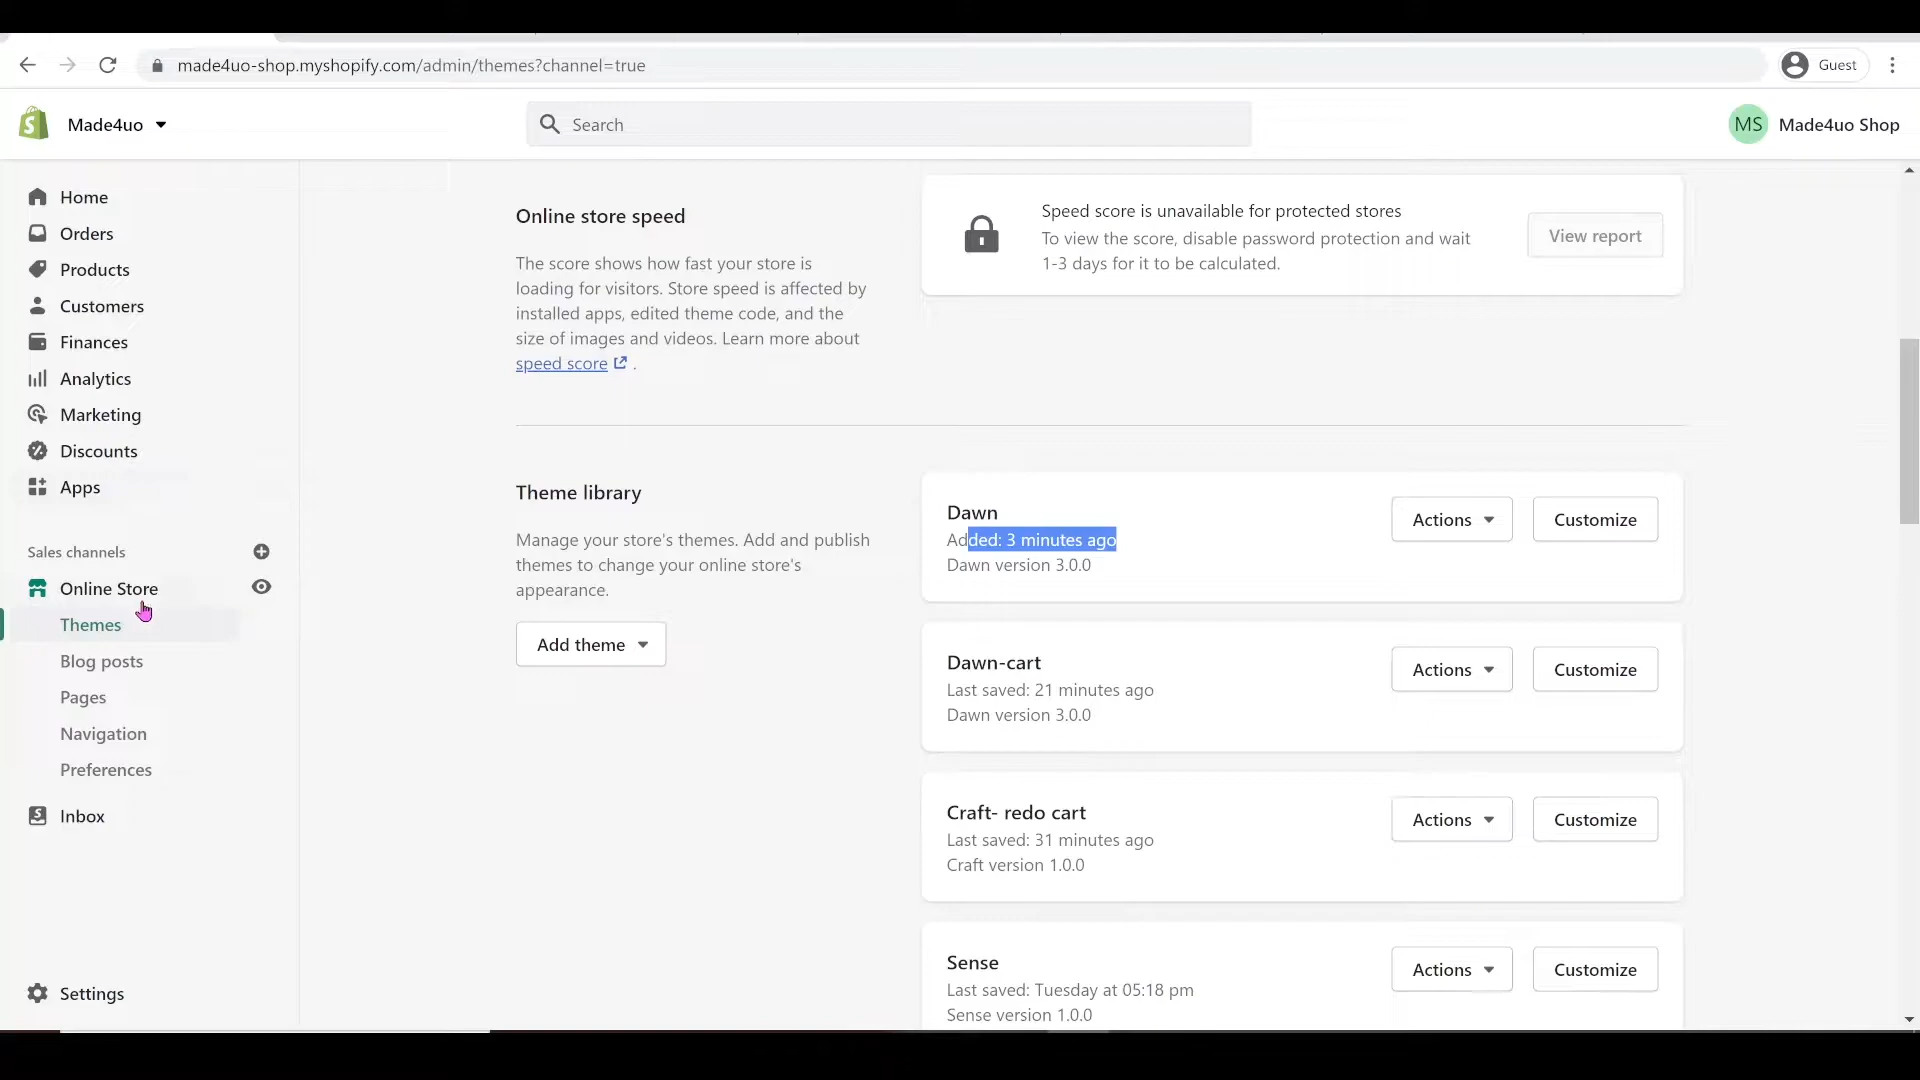 made4uo-shop.myshopify.com/admin/themes?channel=true
Guest
Made4uo
Search
MS
Made4uo Shop
Home
Orders
Products
Customers
Finances
Analytics
Marketing
Discounts
Apps
Sales channels
Online Store
Themes
Blog posts
Pages
Navigation
Preferences
Inbox
Settings
Online store speed
The score shows how fast your store is
loading for visitors. Store speed is affected by
installed apps, edited theme code, and the
size of images and videos. Learn more about
speed score .
Speed score is unavailable for protected stores
To view the score, disable password protection and wait
1-3 days for it to be calculated.
View report
Theme library
Manage your store's themes. Add and publish
themes to change your online store's
appearance.
Add theme
Dawn
Added: 3 minutes ago
Dawn version 3.0.0
Actions
Customize
Dawn-cart
Last saved: 21 minutes ago
Dawn version 3.0.0
Actions
Customize
Craft- redo cart
Last saved: 31 minutes ago
Craft version 1.0.0
Actions
Customize
Sense
Last saved: Tuesday at 05:18 pm
Sense version 1.0.0
Actions
Customize